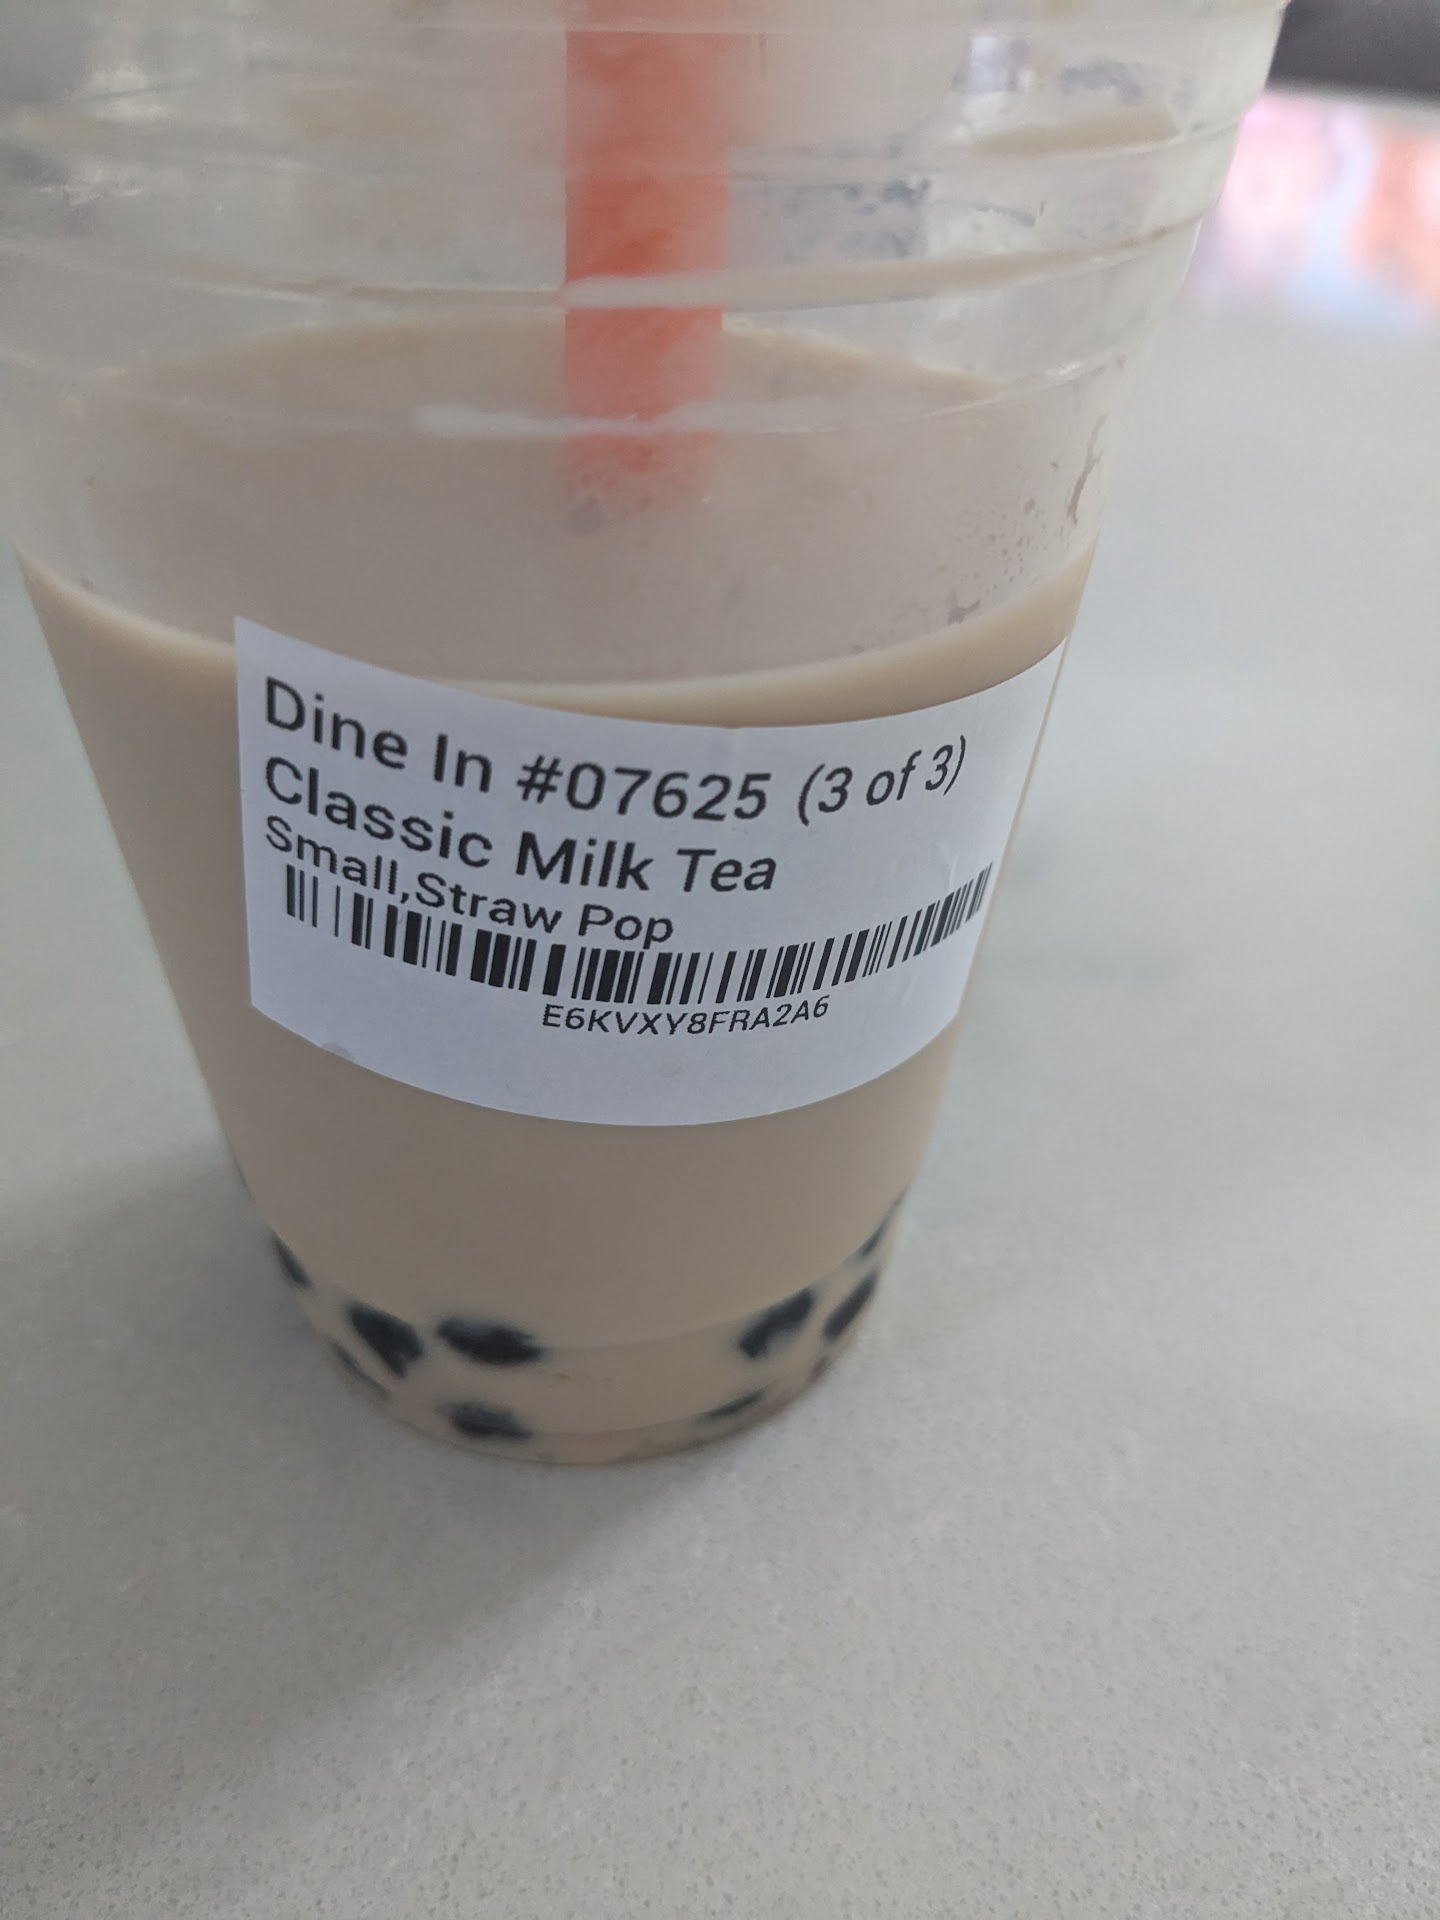 Dine In #07625 (3 of 3)
Classic Milk Tea
Small,Straw Pop
E6KVXY8FRA2A6